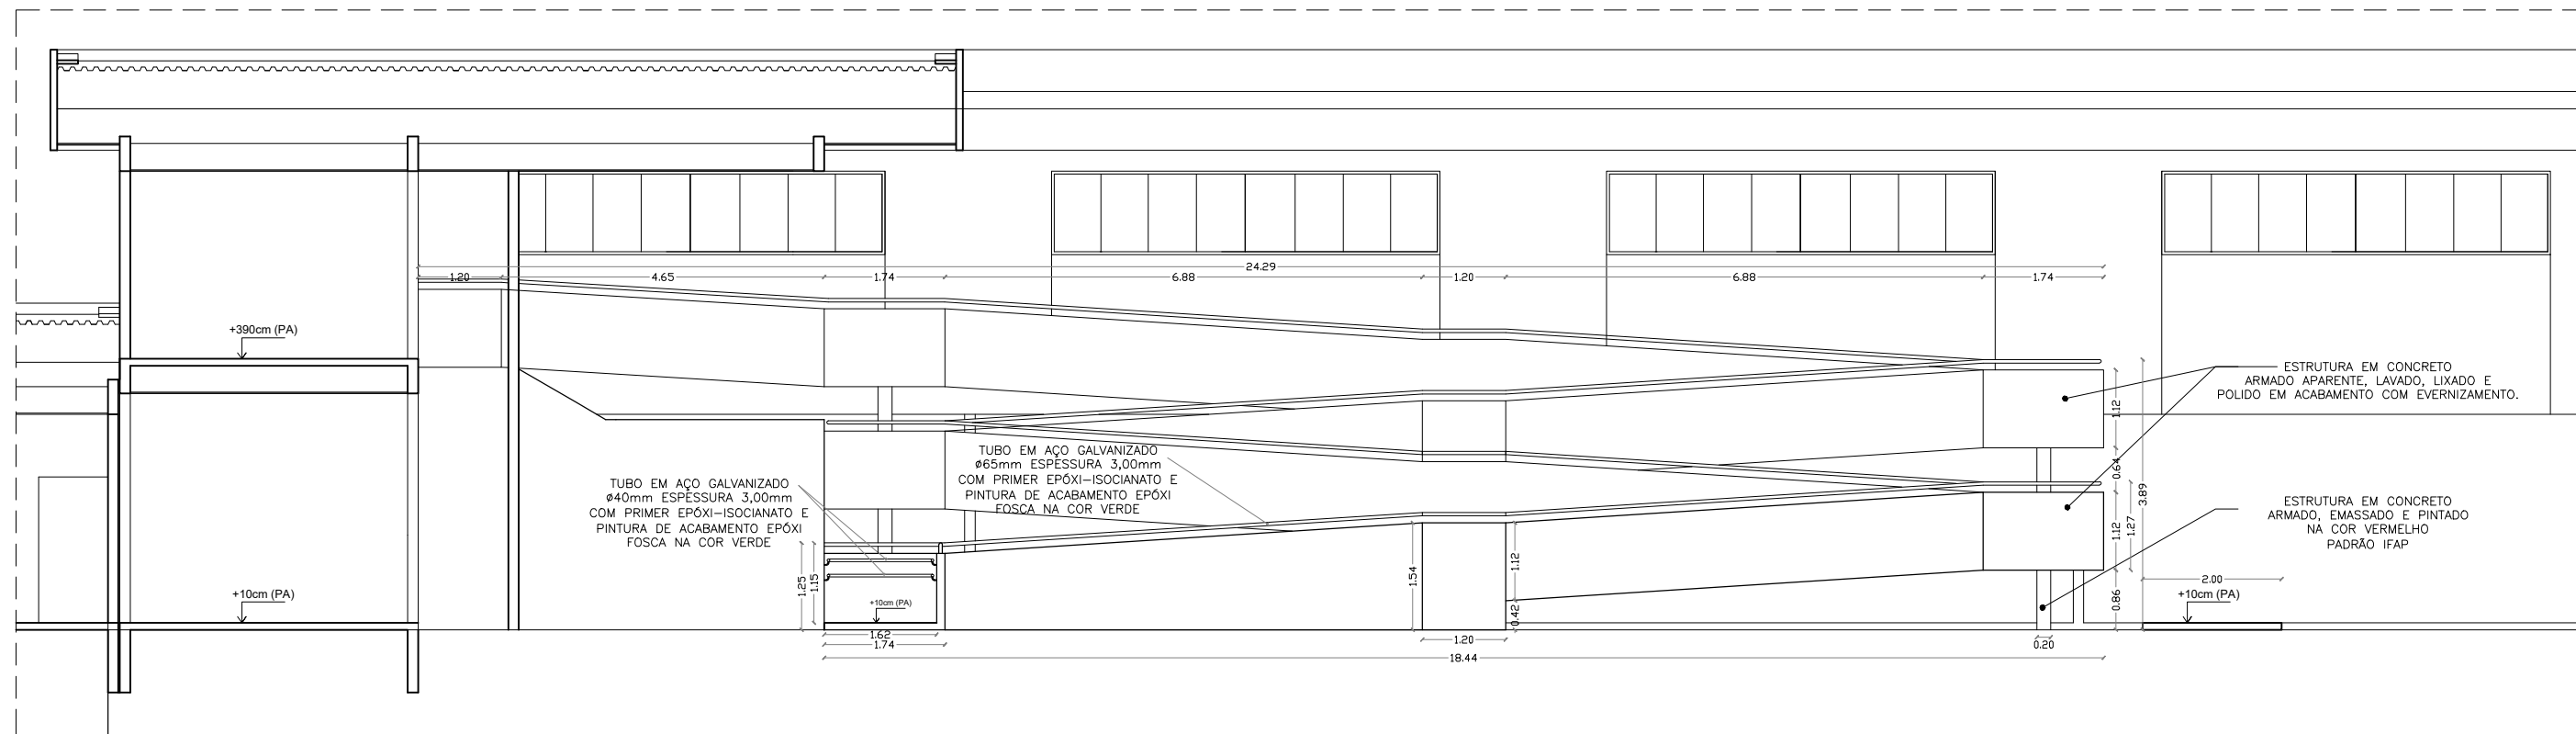 24.29
1.20
4.65
1.74
6.88
1.20
6.88
1.74
+390cm (PA)
ESTRUTURA EM CONCRETO
ARMADO APARENTE, LAVADO, LIXADO E
POLIDO EM ACABAMENTO COM EVERNIZAMENTO.
1.12
0.64
3.89
1.12
1.27
0.86
TUBO EM AÇO GALVANIZADO
Ø65mm ESPESSURA 3,00mm
COM PRIMER EPÓXI-ISOCIANATO E
PINTURA DE ACABAMENTO EPÓXI
FOSCA NA COR VERDE
TUBO EM AÇO GALVANIZADO
Ø40mm ESPESSURA 3,00mm
COM PRIMER EPÓXI-ISOCIANATO E
PINTURA DE ACABAMENTO EPÓXI
FOSCA NA COR VERDE
ESTRUTURA EM CONCRETO
ARMADO, EMASSADO E PINTADO
NA COR VERMELHO
PADRÃO IFAP
1.25
1.15
1.54
1.12
0.42
2.00
+10cm (PA)
+10cm (PA)
+10cm (PA)
1.62
1.74
1.20
0.20
18.44